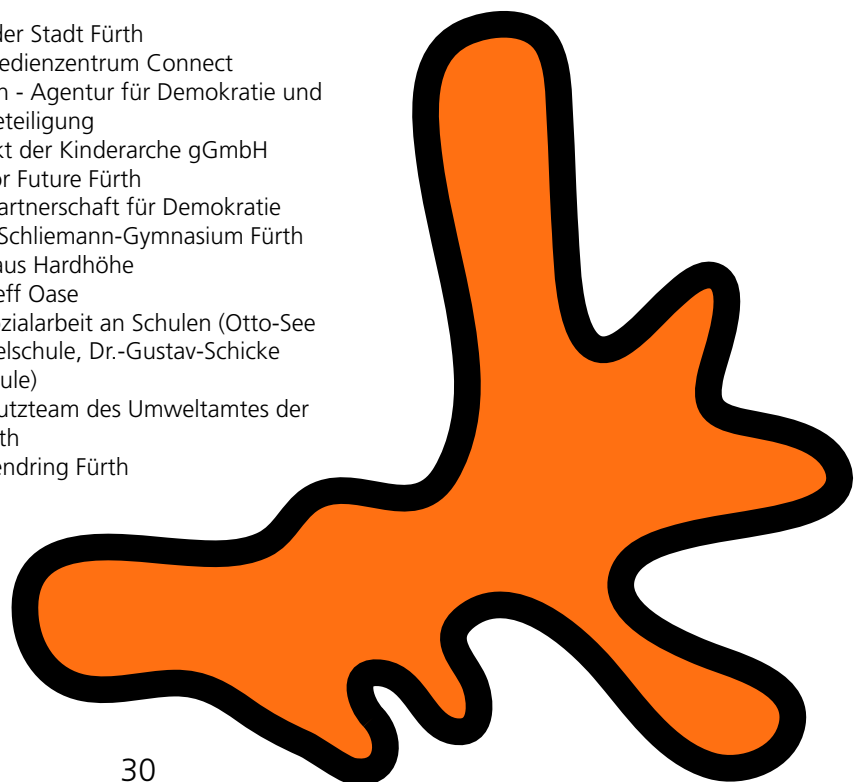 der Stadt Fürth
edienzentrum Connect
n - Agentur für Demokratie und
eteiligung
kt der Kinderarche gGmbH
or Future Fürth
artnerschaft für Demokratie
Schliemann-Gymnasium Fürth
aus Hardhöhe
eff Oase
ozialarbeit an Schulen (Otto-See
elschule, Dr.-Gustav-Schicke
ule)
utzteam des Umweltamtes der
th
endring Fürth
30